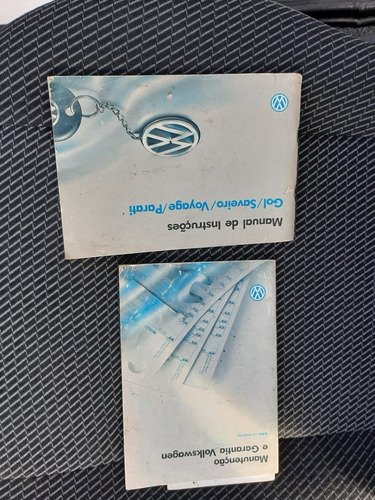 Manual de Instruções
Gol/Saveiro/Voyage/Parati
Manutenção
e Garantia Volkswagen